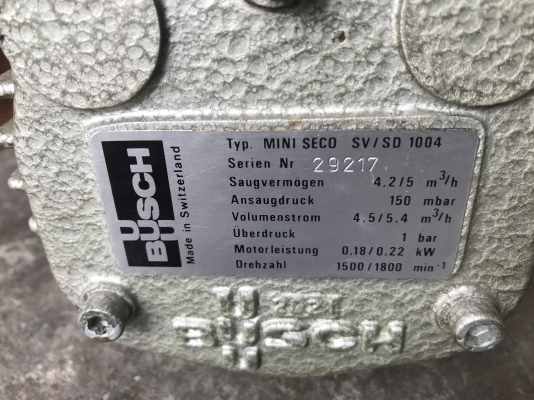 BUSCH
Made in Switzerland
Typ. MINI SECO SV/SD 1004
Serien Nr 29217
Saugvermögen 4.2/5 m³/h
Ansaugdruck 150 mbar
Volumenstrom 4.5/5.4 m³/h
Überdruck 1 bar
Motorleistung 0.18/0.22 kW
Drehzahl 1500/1800 min⁻¹
BUSCH